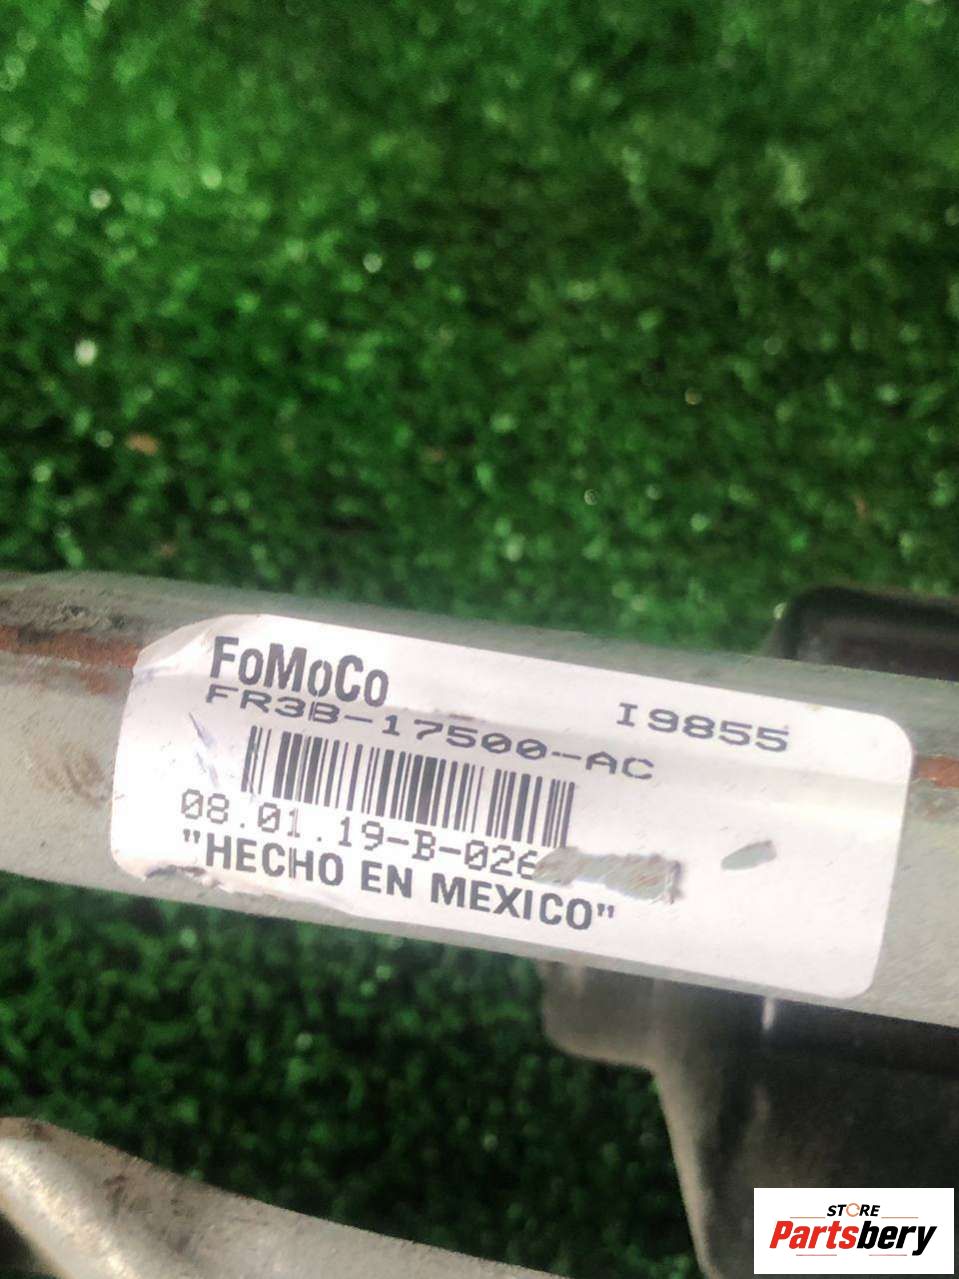 FoMoCo
FR3B-17500-AC
I9855
08.01.19-B-026
"HECHO EN MEXICO"
STORE
Partsbery